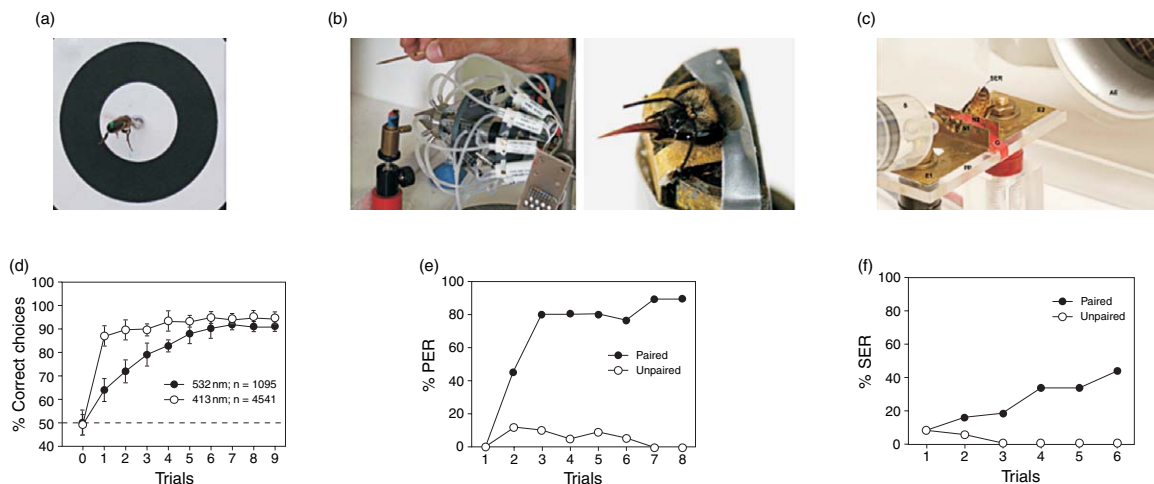 (a)
(b)
(c)
SER
AE
S
E2
G
E1
PP
(d)
100
90
80
70
60
50
40
% Correct choices
532 nm; n = 1095
413 nm; n = 4541
0 1 2 3 4 5 6 7 8 9
Trials
(e)
100
80
60
40
20
0
% PER
Paired
Unpaired
1 2 3 4 5 6 7 8
Trials
(f)
100
80
60
40
20
0
% SER
Paired
Unpaired
1 2 3 4 5 6
Trials